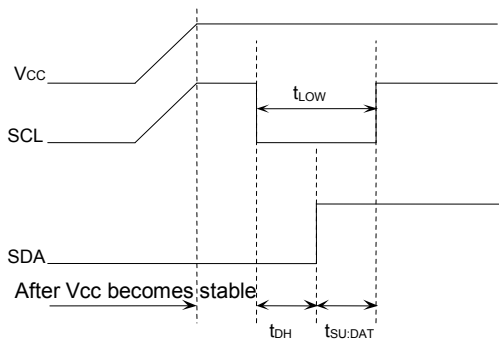 Vcc
tLOW
SCL
SDA
After Vcc becomes stable
tDH
tSU:DAT